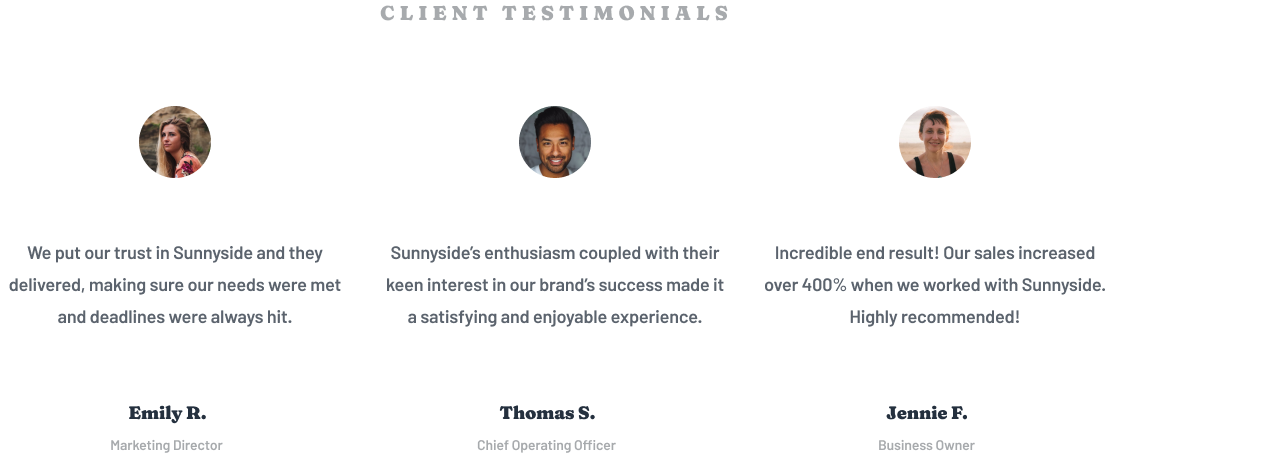 CLIENT TESTIMONIALS
We put our trust in Sunnyside and they
delivered, making sure our needs were met
and deadlines were always hit.
Emily R.
Marketing Director
Sunnyside’s enthusiasm coupled with their
keen interest in our brand’s success made it
a satisfying and enjoyable experience.
Thomas S.
Chief Operating Officer
Incredible end result! Our sales increased
over 400% when we worked with Sunnyside.
Highly recommended!
Jennie F.
Business Owner